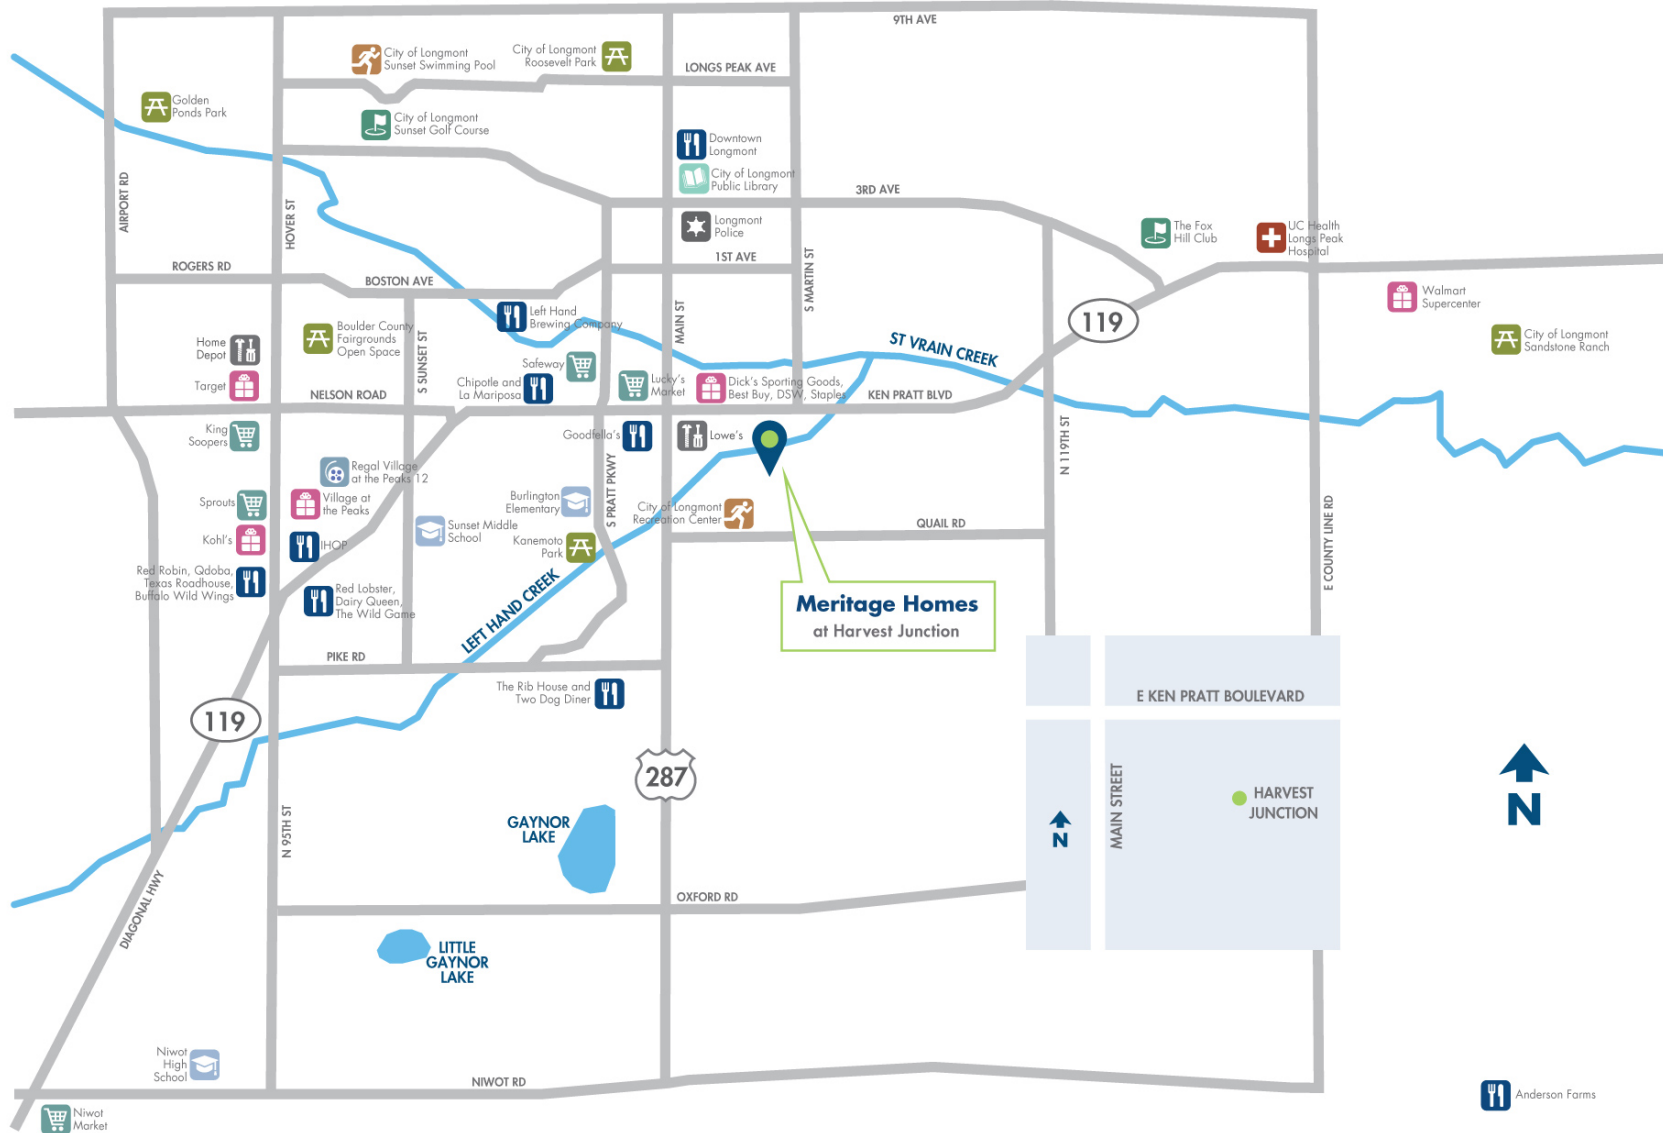 9TH AVE
City of Longmont
Sunset Swimming Pool
City of Longmont
Roosevelt Park
LONGS PEAK AVE
Golden
Ponds Park
City of Longmont
Sunset Golf Course
Downtown
Longmont
City of Longmont
Public Library
AIRPORT RD
HOVER ST
3RD AVE
Longmont
Police
The Fox
Hill Club
UC Health
Longs Peak
Hospital
ROGERS RD
BOSTON AVE
1ST AVE
S MARTIN ST
Walmart
Supercenter
City of Longmont
Sandstone Ranch
Left Hand
Brewing Company
MAIN ST
119
ST VRAIN CREEK
Home
Depot
Boulder County
Fairgrounds
Open Space
S SUNSET ST
Safeway
Target
Chipotle and
La Mariposa
Lucky's
Market
Dick's Sporting Goods,
Best Buy, DSW, Staples
NELSON ROAD
KEN PRATT BLVD
King
Soopers
Goodfella's
Lowe's
N 119TH ST
Regal Village
at the Peaks 12
S PRATT PKWY
Sprouts
Village at
the Peaks
Burlington
Elementary
City of Longmont
Recreation Center
QUAIL RD
E COUNTY LINE RD
Kohl's
IHOP
Sunset Middle
School
Kanemoto
Park
Red Robin, Qdoba,
Texas Roadhouse,
Buffalo Wild Wings
Red Lobster,
Dairy Queen,
The Wild Game
LEFT HAND CREEK
Meritage Homes
at Harvest Junction
PIKE RD
The Rib House and
Two Dog Diner
E KEN PRATT BOULEVARD
119
287
MAIN STREET
HARVEST
JUNCTION
N
N
GAYNOR
LAKE
N 95TH ST
DIAGONAL HWY
OXFORD RD
LITTLE
GAYNOR
LAKE
Niwot
High
School
NIWOT RD
Anderson Farms
Niwot
Market